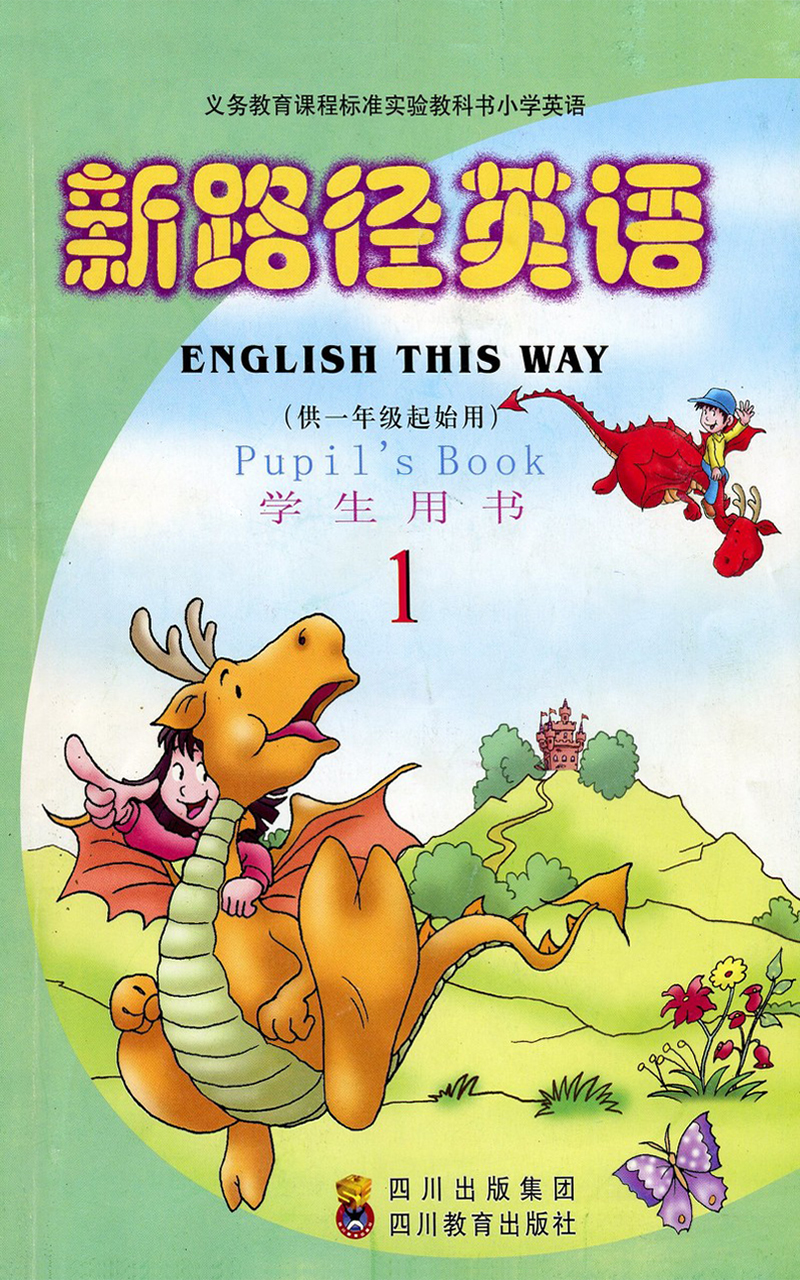 义务教育课程标准实验教科书小学英语
新路径英语
ENGLISH THIS WAY
（供一年级起始用）
Pupil's Book
学生用书
1
四川出版集团
四川教育出版社